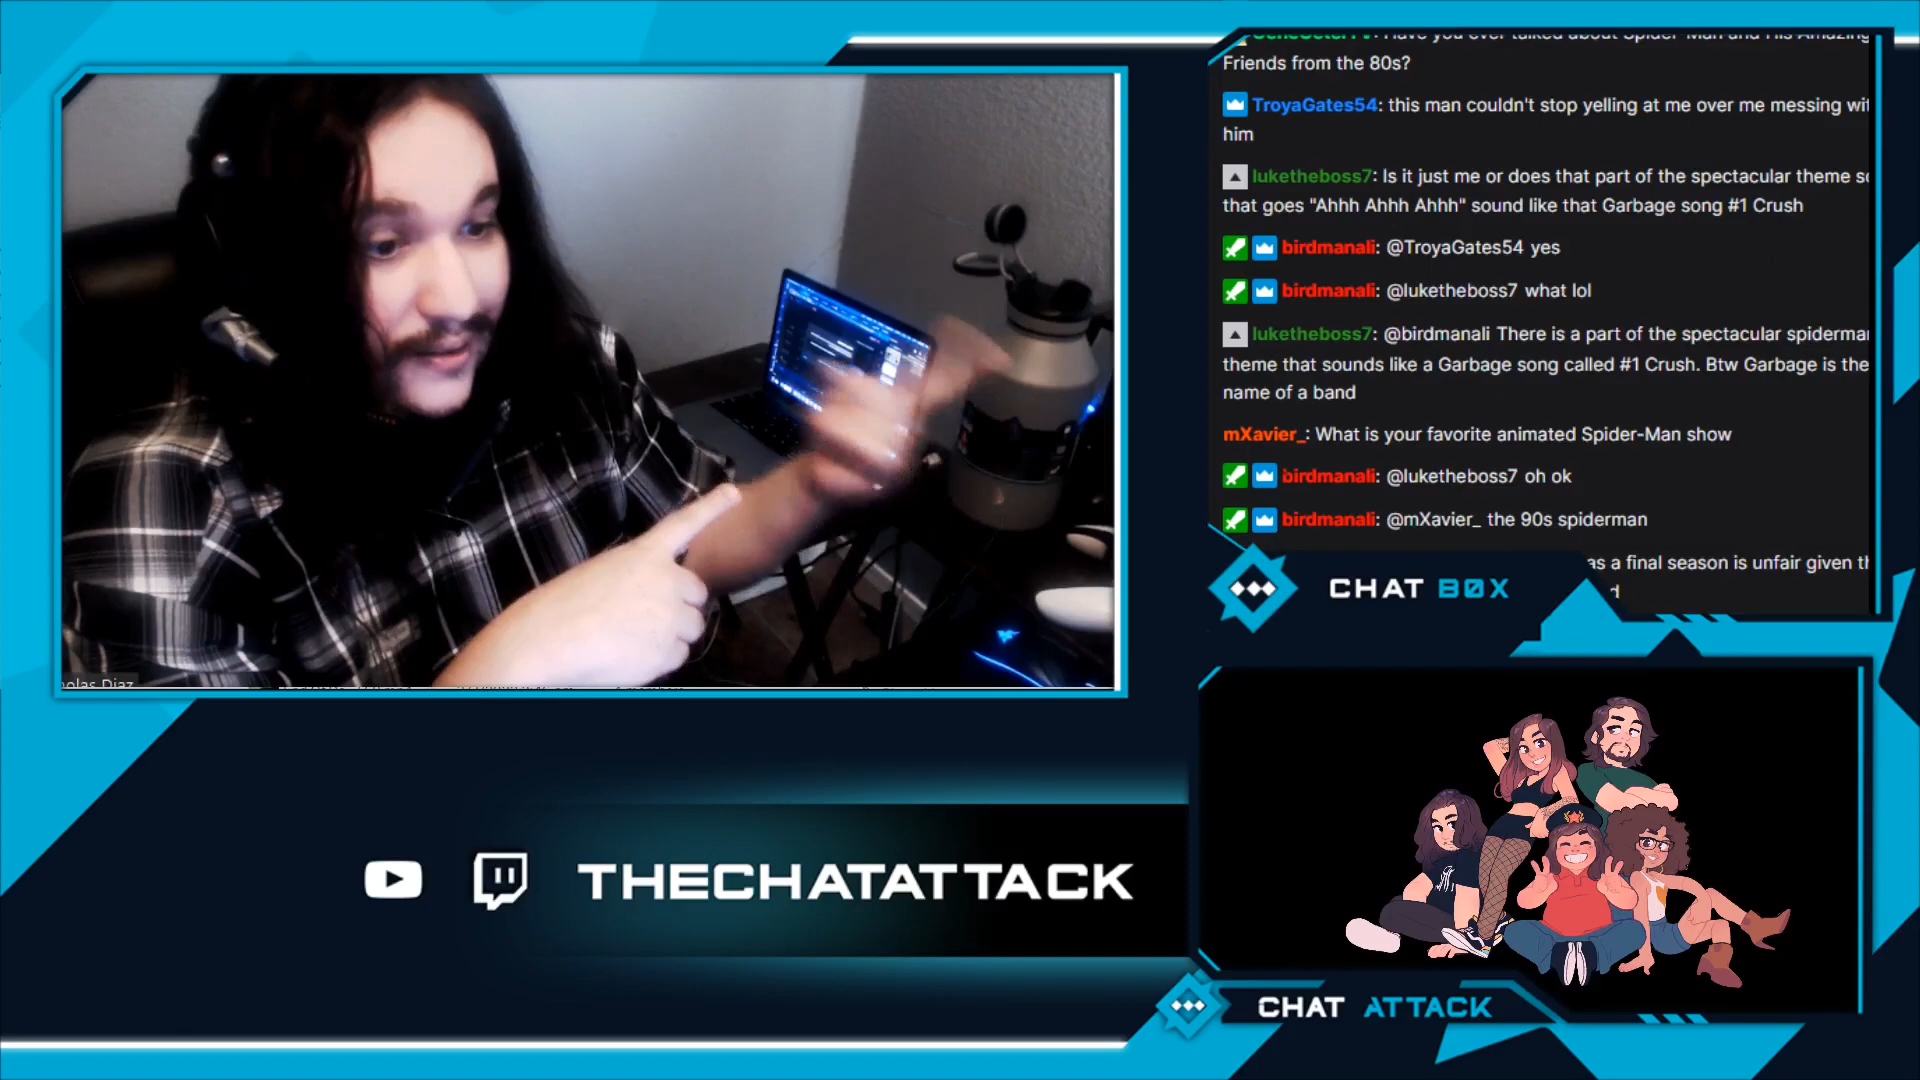 Friends from the 80s?
TroyaGates54: this man couldn't stop yelling at me over me messing
him
luketheboss7: Is it just me or does that part of the spectacular theme
that goes "Ahhh Ahhh Ahhh" sound like that Garbage song #1 Crush
birdmanali: @TroyaGates54 yes
birdmanali: @luketheboss7 what lol
luketheboss7: @birdmanali There is a part of the spectacular
theme that sounds like a Garbage song called #1 Crush. Btw Garbage is the
name of a band
mXavier_: What is your favorite animated Spider-Man show
birdmanali: @luketheboss7 oh ok
birdmanali: @mXavier_ the 90s spiderman
as a final season is unfair given
CHAT B0X
Diaz
THECHATATTACK
CHAT ATTACK